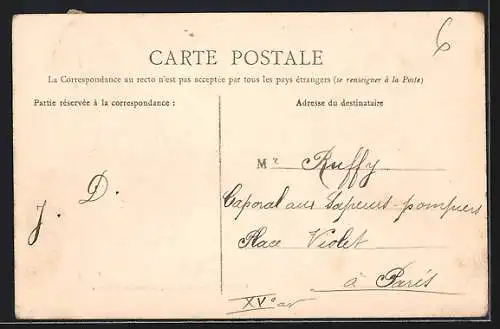 6
CARTE POSTALE
La Correspondance au recto n'est pas acceptée par tous les pays étrangers (se renseigner à la Poste)
Partie réservée à la correspondance :
Adresse du destinataire
Mr Ruffy
Caporal aux Sapeurs-pompiers
Place Violet
à Paris
XVe ar
J. D.